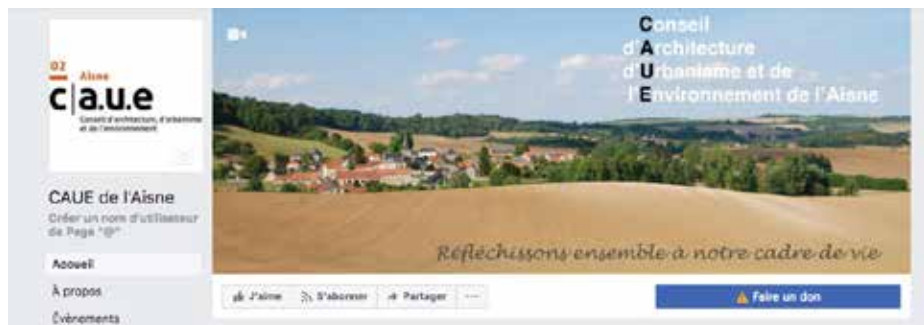 02
Aisne
c|a.u.e
Conseil d'architecture, d'urbanisme
et de l'environnement
CAUE de l'Aisne
Créer un nom d'utilisateur
de Page "@"
Accueil
À propos
Évènements
Conseil
d'Architecture
d'Urbanisme et de
l'Environnement de l'Aisne
Réfléchissons ensemble à notre cadre de vie
J'aime
S'abonner
Partager
...
Faire un don